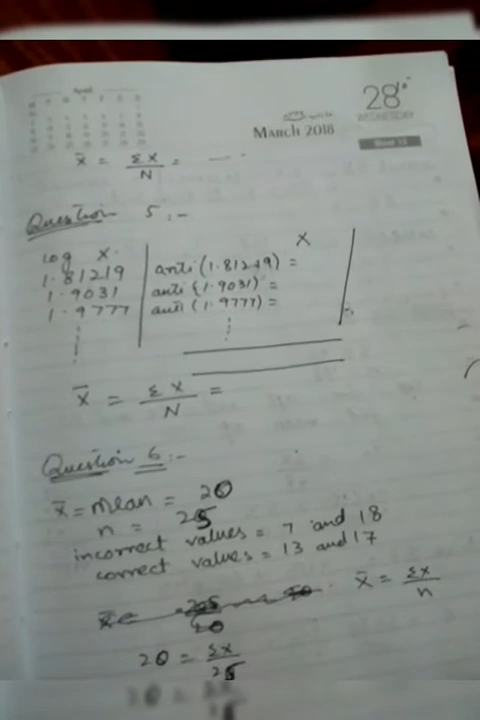 April
28
WEDNESDAY
MARCH 2018
Week 13
x̄ = ΣX/N = ---
Question 5 :-
log X. | X
1.81219 | anti (1.81219) =
1.9031 | anti (1.9031) =
1.9777 | anti (1.9777) =
x̄ = ΣX/N =
Question 6 :-
x̄ = mean = 20
n = 25
incorrect values = 7 and 18
correct values = 13 and 17
x̄ = Σx/n
20 = Σx/25